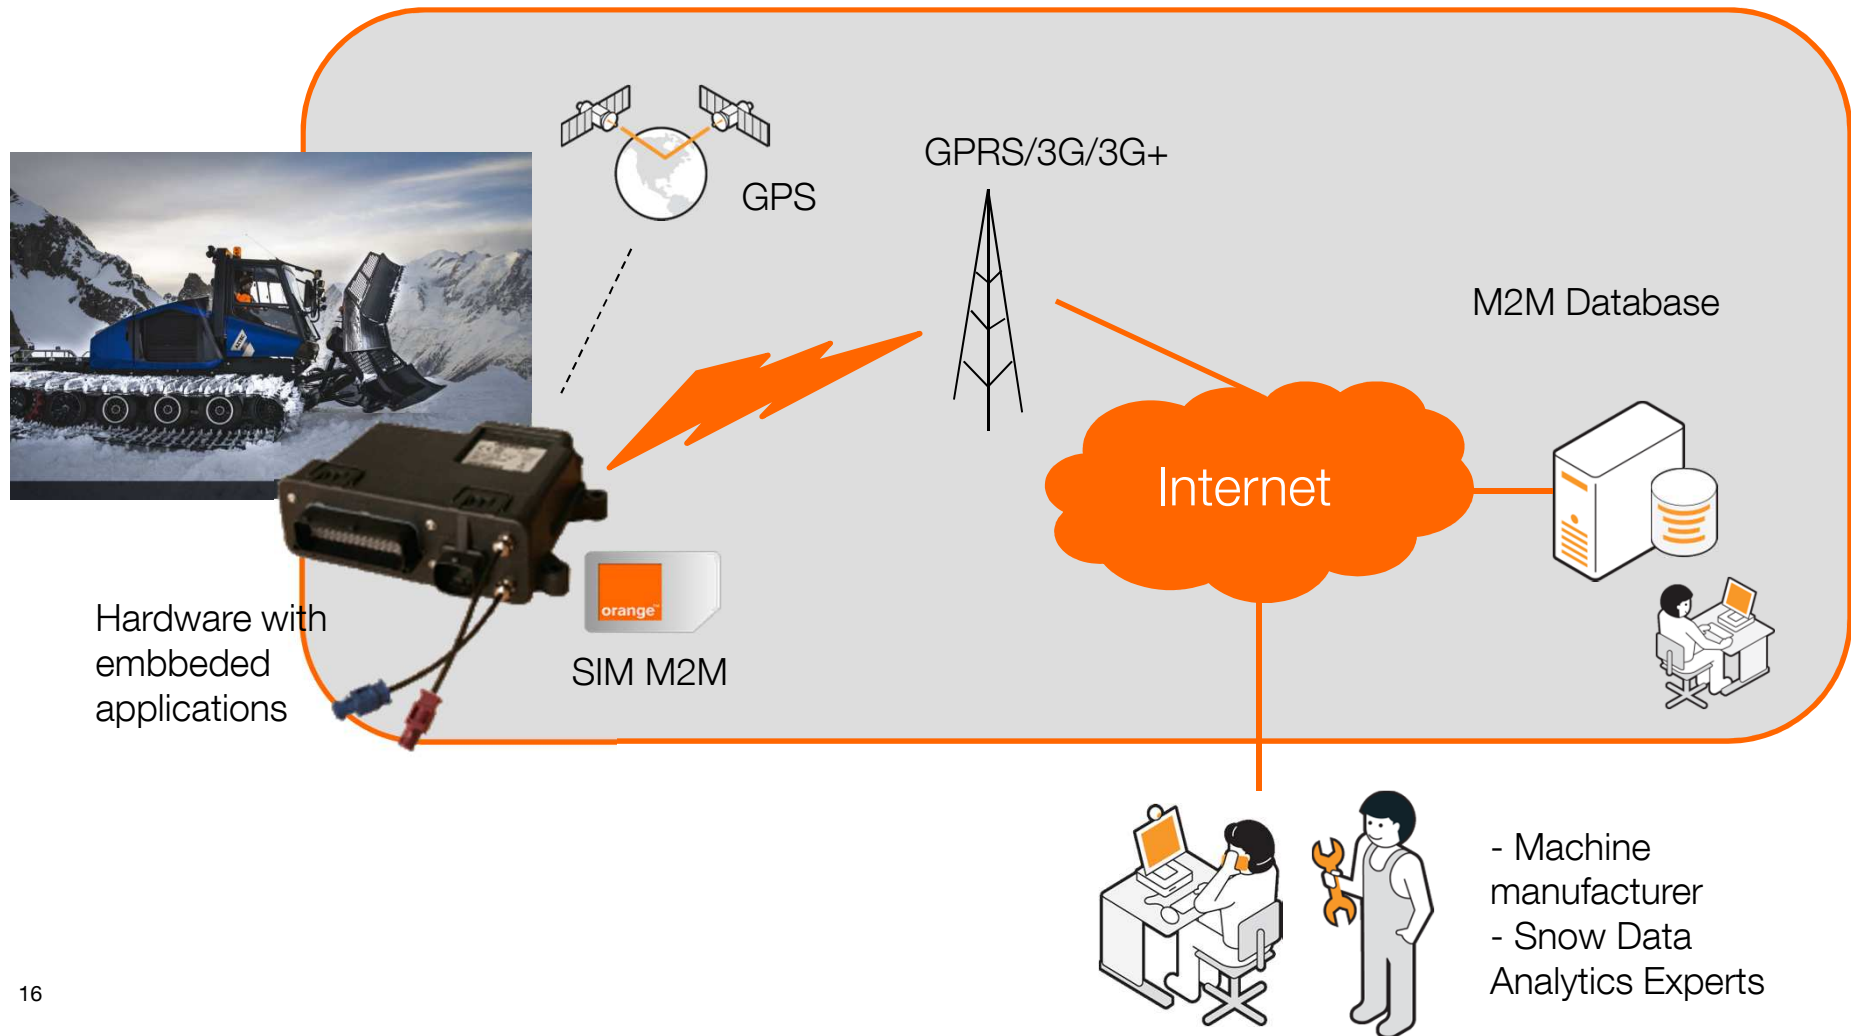 GPRS/3G/3G+
GPS
M2M Database
Internet
orange™
Hardware with
embbeded
applications
SIM M2M
- Machine
manufacturer
- Snow Data
Analytics Experts
16